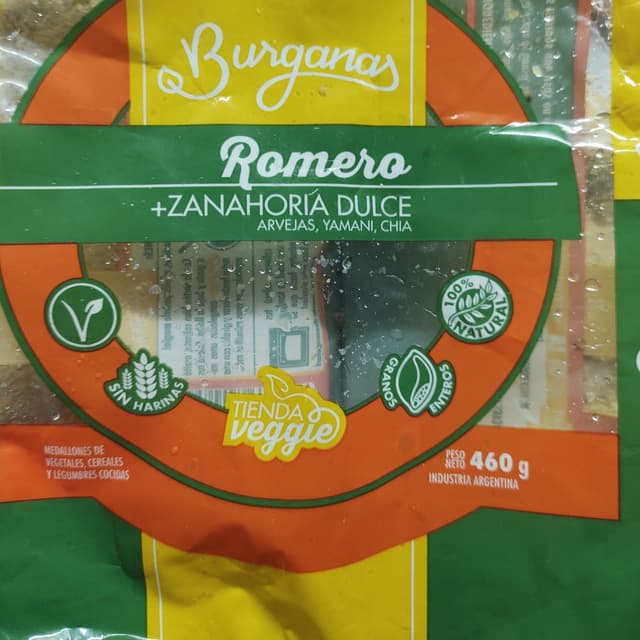 Burganas
Romero
+ZANAHORIA DULCE
ARVEJAS, YAMANI, CHIA
100%
NATURAL
SIN HARINAS
GRANOS
ENTEROS
TIENDA
veggie
MEDALLONES DE
VEGETALES, CEREALES
Y LEGUMBRES COCIDAS
PESO
NETO 460 g
INDUSTRIA ARGENTINA